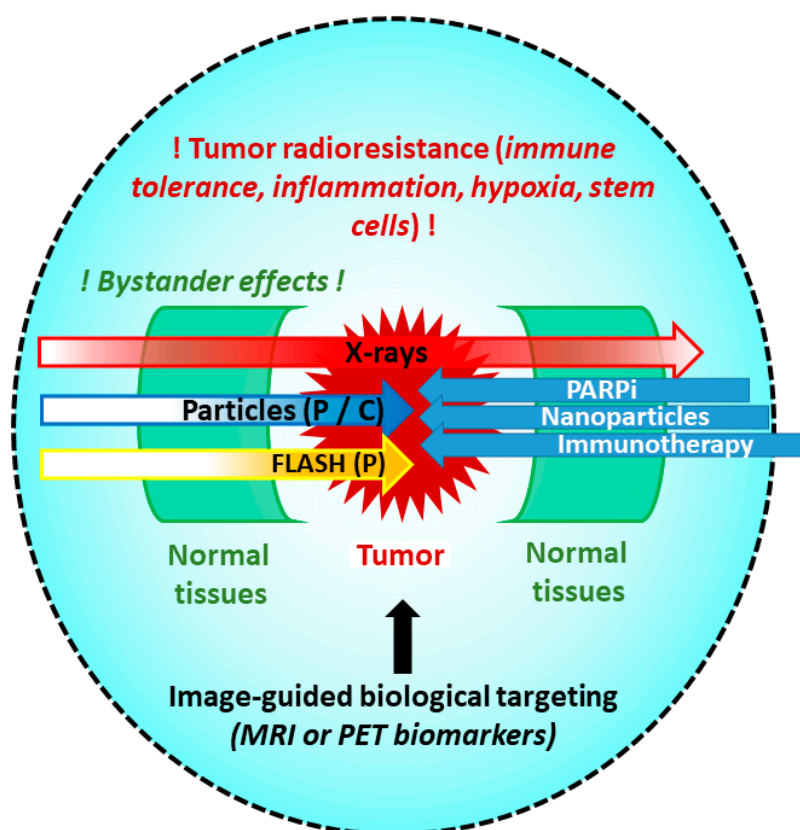 ! Tumor radioresistance (immune
tolerance, inflammation, hypoxia, stem
cells) !
! Bystander effects !
X-rays
PARPi
Particles (P / C)
Nanoparticles
Immunotherapy
FLASH (P)
Normal
tissues
Tumor
Normal
tissues
Image-guided biological targeting
(MRI or PET biomarkers)